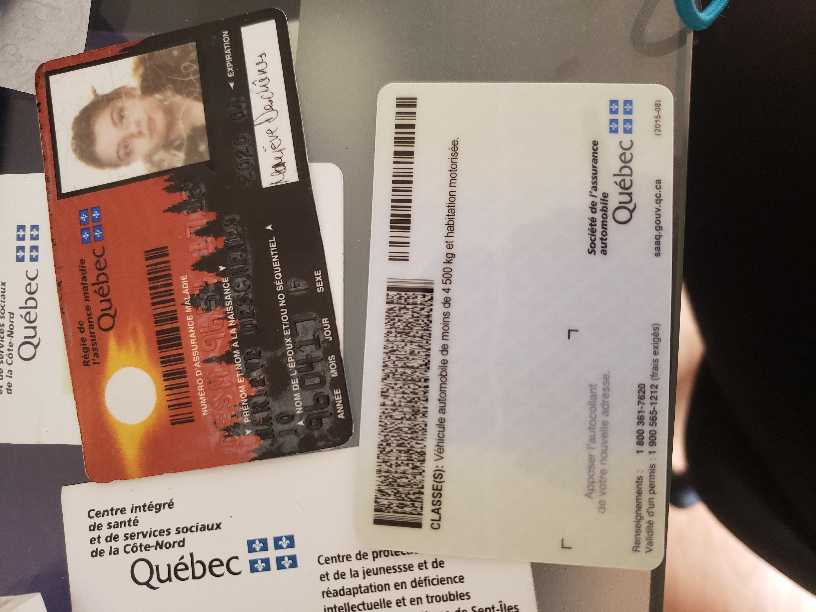 et de services sociaux
de la Côte-Nord
Québec
Centre intégré
de santé
et de services sociaux
de la Côte-Nord
Québec
Centre de
et de la jeunesse et de
réadaptation en déficience
intellectuelle et en troubles
de Sept-Îles
Régie de
l'assurance maladie
Québec
NUMÉRO D'ASSURANCE MALADIE
PRÉNOM ET NOM À LA NAISSANCE
EXPIRATION
Deschênes
NOM DE L'ÉPOUX ET/OU NO SÉQUENTIEL
ANNÉE MOIS JOUR SEXE
CLASSE(S): Véhicule automobile de moins de 4 500 kg et habitation motorisée.
Apposer l'autocollant
de votre nouvelle adresse.
Société de l'assurance
automobile
Québec
Renseignements : 1 800 361-7620
Validité d'un permis : 1 900 565-1212 (frais exigés)
saaq.gouv.qc.ca
(2015-08)